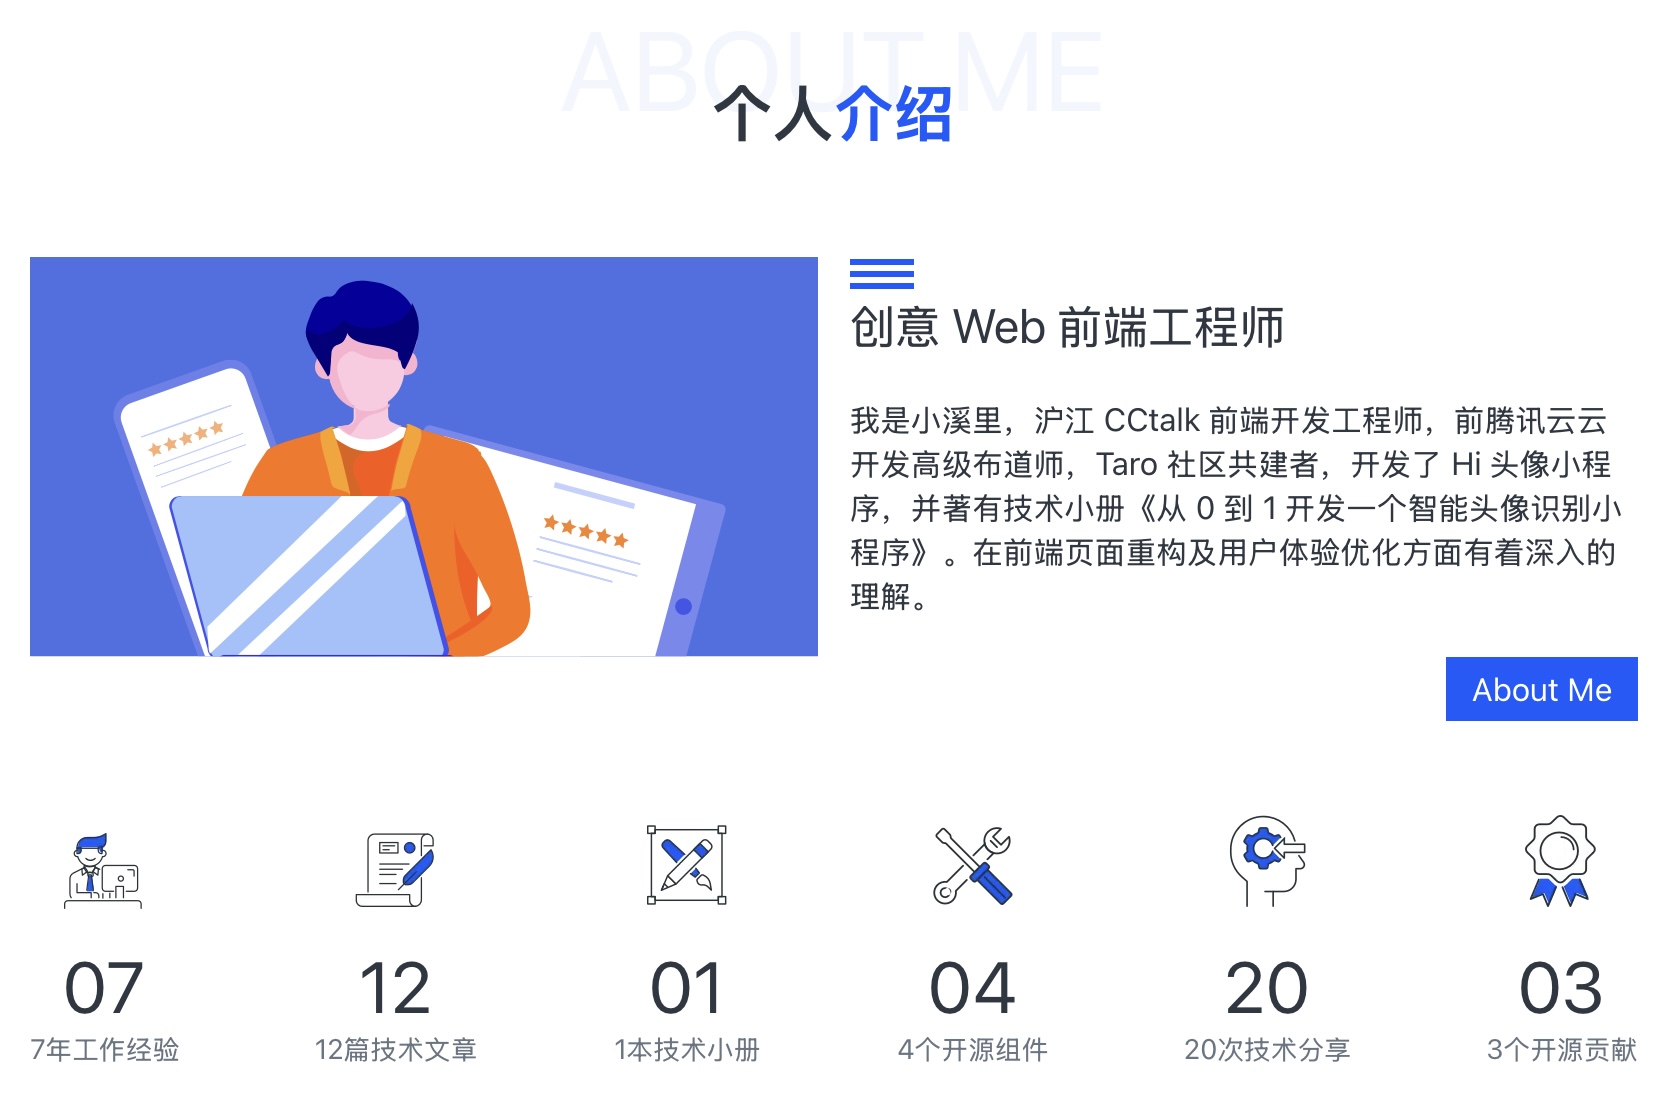 ABOUT ME
个人介绍
创意 Web 前端工程师
我是小溪里，沪江 CCtalk 前端开发工程师，前腾讯云云
开发高级布道师，Taro 社区共建者，开发了 Hi 头像小程
序，并著有技术小册《从 0 到 1 开发一个智能头像识别小
程序》。在前端页面重构及用户体验优化方面有着深入的
理解。
About Me
07
7年工作经验
12
12篇技术文章
01
1本技术小册
04
4个开源组件
20
20次技术分享
03
3个开源贡献